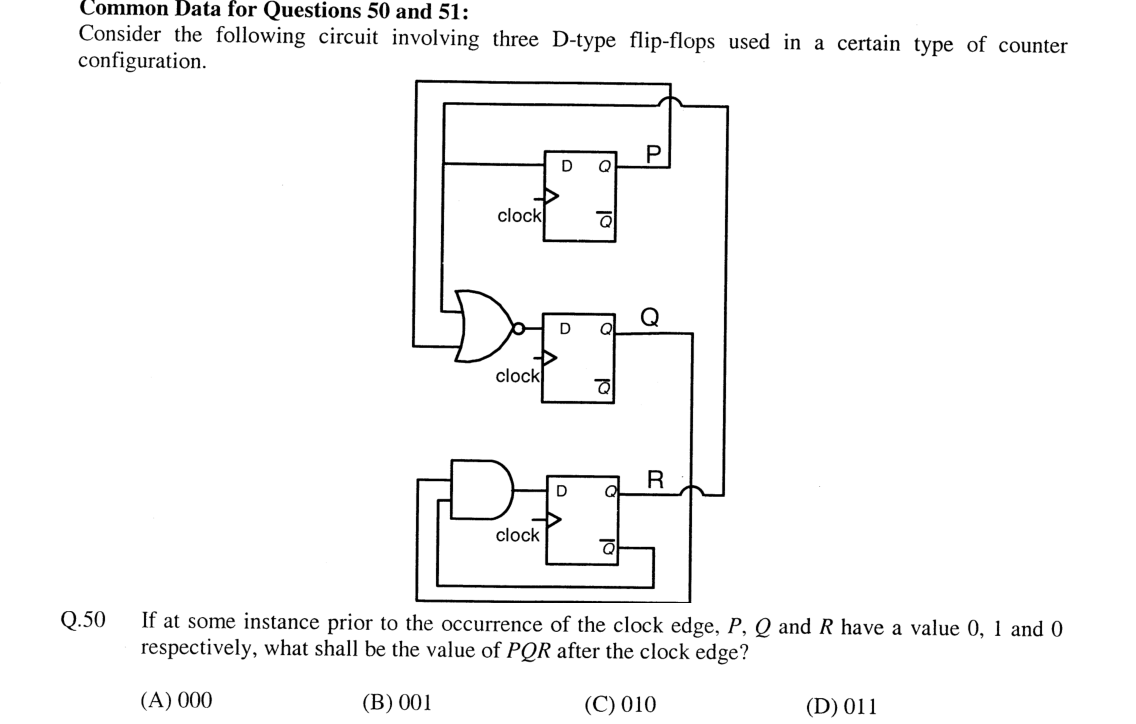 Common Data for Questions 50 and 51:
Consider the following circuit involving three D-type flip-flops used in a certain type of counter
configuration.
P
D Q
clock
Q̅
Q
D Q
clock
Q̅
R
D Q
clock
Q̅
Q.50 If at some instance prior to the occurrence of the clock edge, P, Q and R have a value 0, 1 and 0
respectively, what shall be the value of PQR after the clock edge?
(A) 000 (B) 001 (C) 010 (D) 011